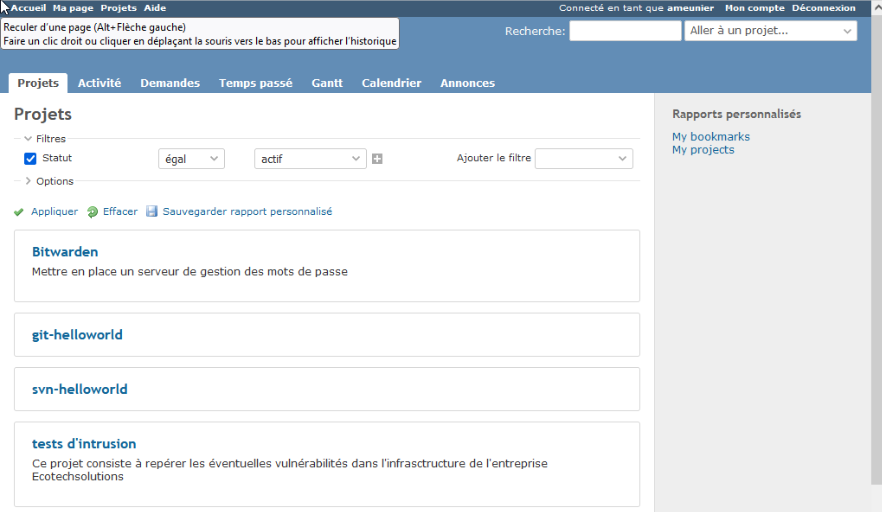 Accueil Ma page Projets Aide
Connecté en tant que ameunier Mon compte Déconnexion
Reculer d'une page (Alt+Flèche gauche)
Faire un clic droit ou cliquer en déplaçant la souris vers le bas pour afficher l'historique
Recherche: Aller à un projet...
Projets Activité Demandes Temps passé Gantt Calendrier Annonces
Projets
Filtres
Statut égal actif Ajouter le filtre
Options
Appliquer Effacer Sauvegarder rapport personnalisé
Bitwarden
Mettre en place un serveur de gestion des mots de passe
git-helloworld
svn-helloworld
tests d'intrusion
Ce projet consiste à repérer les éventuelles vulnérabilités dans l'infrasctructure de l'entreprise
Ecotechsolutions
Rapports personnalisés
My bookmarks
My projects